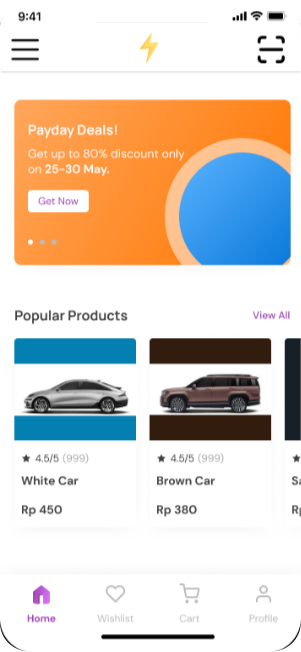 9:41
Payday Deals!
Get up to 80% discount only
on 25-30 May.
Get Now
Popular Products
View All
4.5/5 (999)
4.5/5 (999)
White Car
Brown Car
Rp 450
Rp 380
Home
Wishlist
Cart
Profile